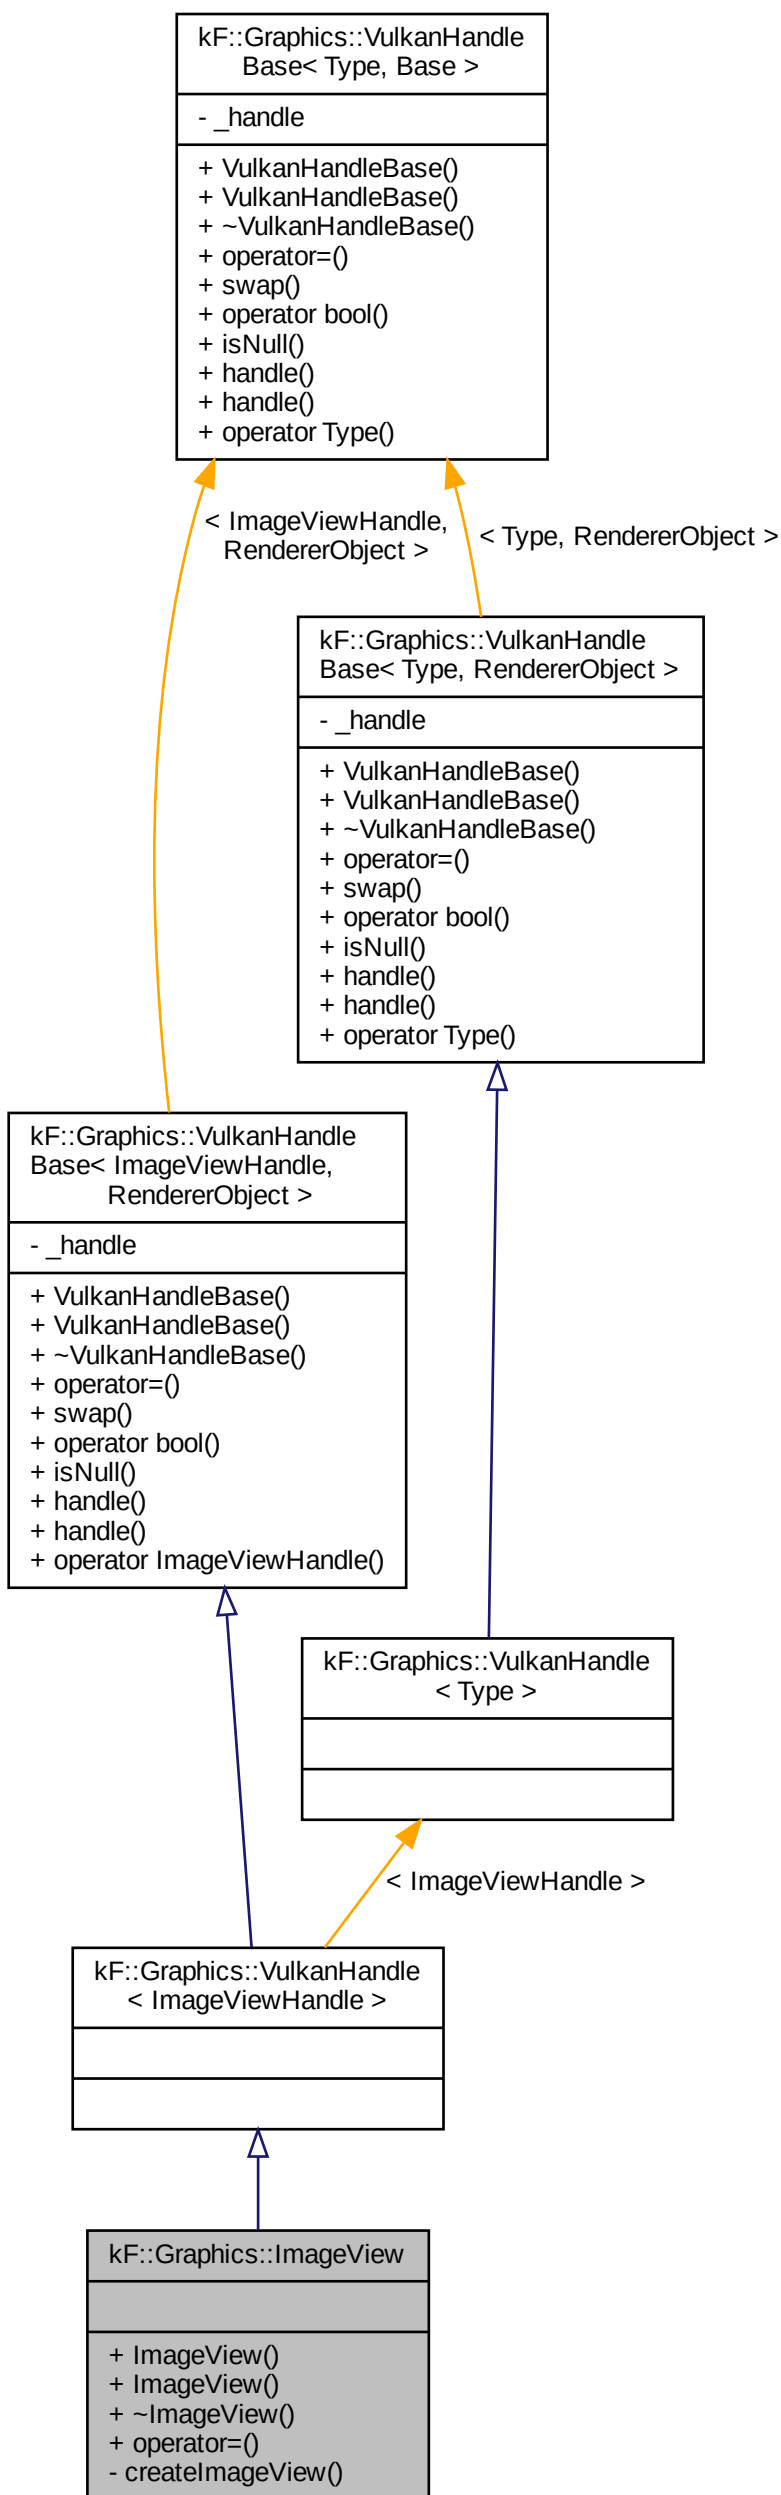 kF::Graphics::VulkanHandle
Base< Type, Base >
- _handle
+ VulkanHandleBase()
+ VulkanHandleBase()
+ ~VulkanHandleBase()
+ operator=()
+ swap()
+ operator bool()
+ isNull()
+ handle()
+ handle()
+ operator Type()
< ImageViewHandle,
RendererObject >
< Type, RendererObject >
kF::Graphics::VulkanHandle
Base< Type, RendererObject >
- _handle
+ VulkanHandleBase()
+ VulkanHandleBase()
+ ~VulkanHandleBase()
+ operator=()
+ swap()
+ operator bool()
+ isNull()
+ handle()
+ handle()
+ operator Type()
kF::Graphics::VulkanHandle
Base< ImageViewHandle,
RendererObject >
- _handle
+ VulkanHandleBase()
+ VulkanHandleBase()
+ ~VulkanHandleBase()
+ operator=()
+ swap()
+ operator bool()
+ isNull()
+ handle()
+ handle()
+ operator ImageViewHandle()
kF::Graphics::VulkanHandle
< Type >
< ImageViewHandle >
kF::Graphics::VulkanHandle
< ImageViewHandle >
kF::Graphics::ImageView
+ ImageView()
+ ImageView()
+ ~ImageView()
+ operator=()
- createImageView()